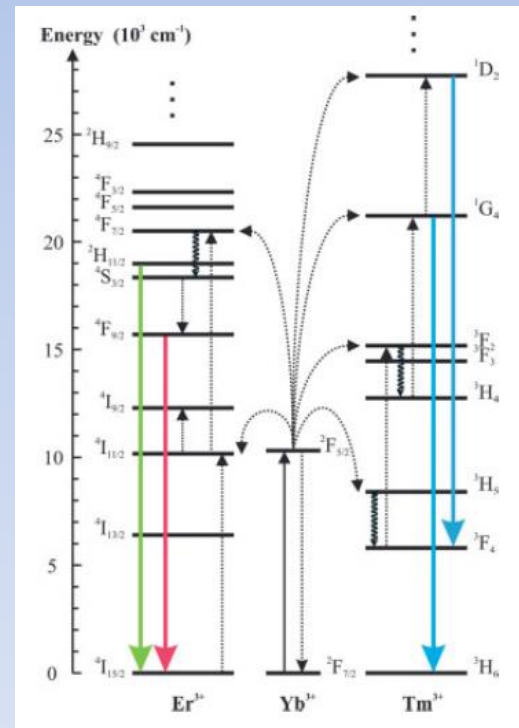 Energy (10³ cm⁻¹)
25
20
15
10
5
0
²H₉/₂
⁴F₃/₂
⁴F₅/₂
⁴F₇/₂
²H₁₁/₂
⁴S₃/₂
⁴F₉/₂
⁴I₉/₂
⁴I₁₁/₂
⁴I₁₃/₂
⁴I₁₅/₂
Er³⁺
²F₅/₂
²F₇/₂
Yb³⁺
¹D₂
¹G₄
³F₂
³F₃
³H₄
³H₅
³F₄
³H₆
Tm³⁺